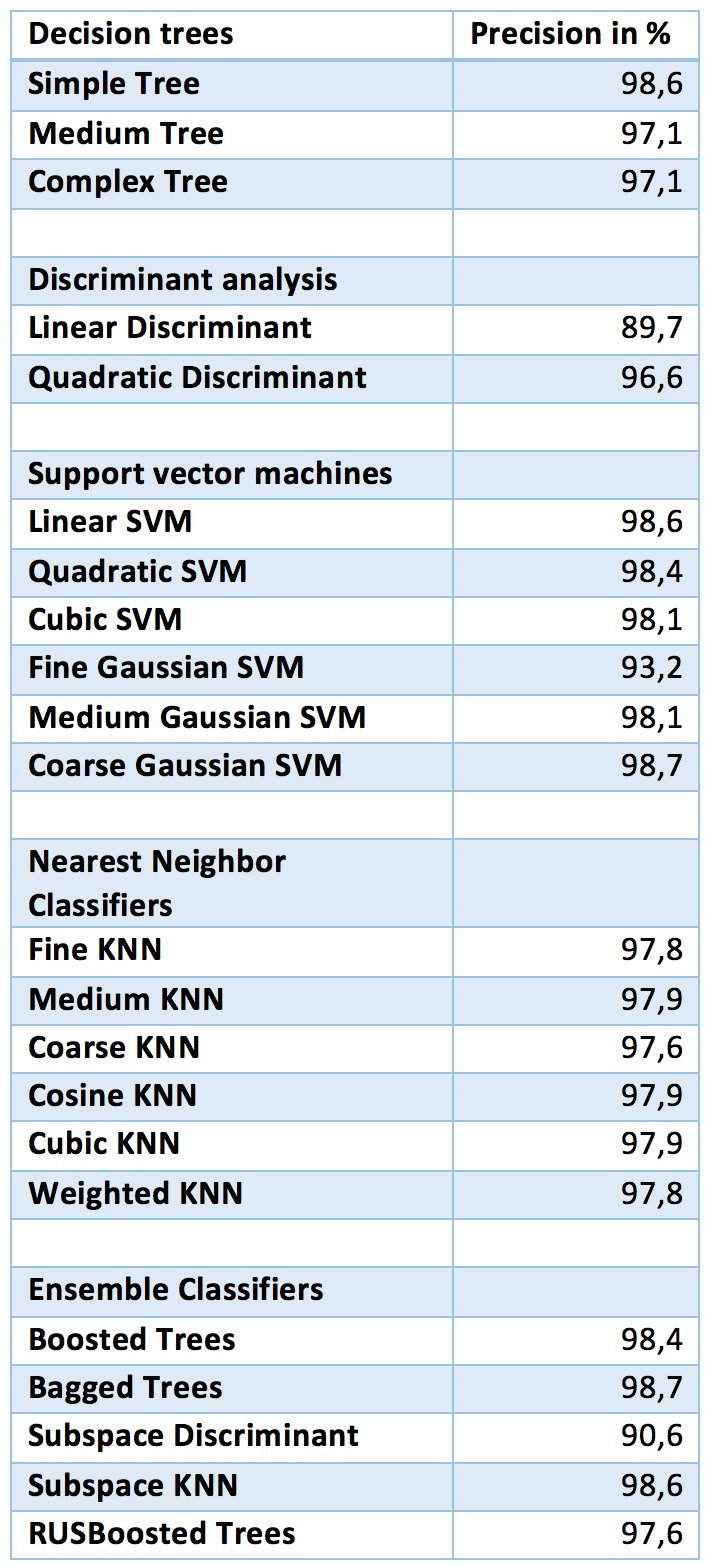 Decision trees Precision in %
Simple Tree 98,6
Medium Tree 97,1
Complex Tree 97,1
Discriminant analysis
Linear Discriminant 89,7
Quadratic Discriminant 96,6
Support vector machines
Linear SVM 98,6
Quadratic SVM 98,4
Cubic SVM 98,1
Fine Gaussian SVM 93,2
Medium Gaussian SVM 98,1
Coarse Gaussian SVM 98,7
Nearest Neighbor
Classifiers
Fine KNN 97,8
Medium KNN 97,9
Coarse KNN 97,6
Cosine KNN 97,9
Cubic KNN 97,9
Weighted KNN 97,8
Ensemble Classifiers
Boosted Trees 98,4
Bagged Trees 98,7
Subspace Discriminant 90,6
Subspace KNN 98,6
RUSBoosted Trees 97,6